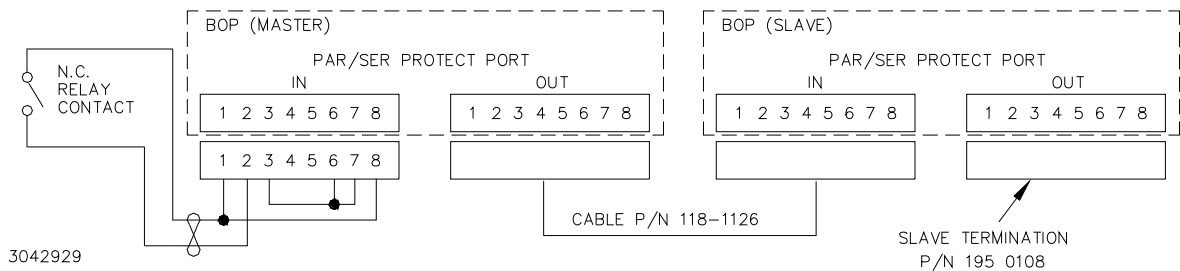 BOP (MASTER)
BOP (SLAVE)
PAR/SER PROTECT PORT
PAR/SER PROTECT PORT
IN
OUT
IN
OUT
N.C.
RELAY
CONTACT
1 2 3 4 5 6 7 8
1 2 3 4 5 6 7 8
1 2 3 4 5 6 7 8
1 2 3 4 5 6 7 8
1 2 3 4 5 6 7 8
CABLE P/N 118-1126
SLAVE TERMINATION
P/N 195 0108
3042929